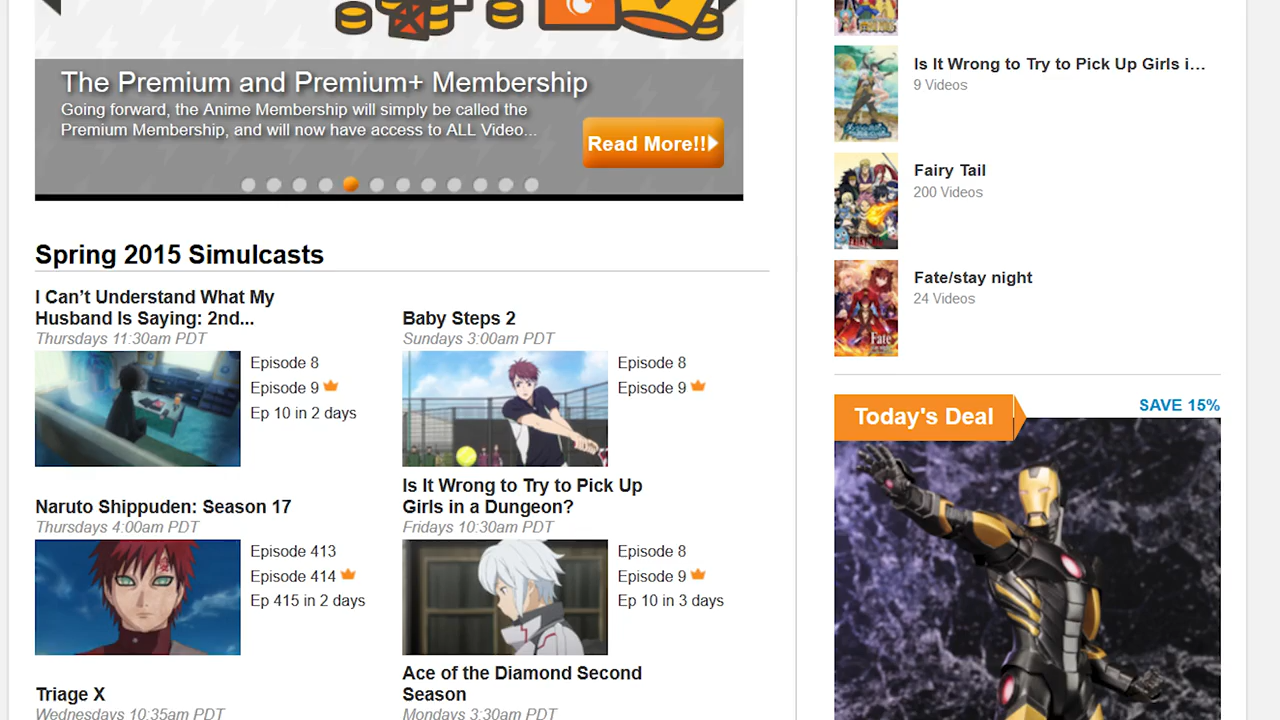 The Premium and Premium+ Membership
Going forward, the Anime Membership will simply be called the
Premium Membership, and will now have access to ALL Video...
Read More!!
Spring 2015 Simulcasts
I Can’t Understand What My
Husband Is Saying: 2nd...
Thursdays 11:30am PDT
Episode 8
Episode 9
Ep 10 in 2 days
Baby Steps 2
Sundays 3:00am PDT
Episode 8
Episode 9
Naruto Shippuden: Season 17
Thursdays 4:00am PDT
Episode 413
Episode 414
Ep 415 in 2 days
Is It Wrong to Try to Pick Up
Girls in a Dungeon?
Fridays 10:30am PDT
Episode 8
Episode 9
Ep 10 in 3 days
Triage X
Wednesdays 10:35am PDT
Ace of the Diamond Second
Season
Mondays 3:30am PDT
Is It Wrong to Try to Pick Up Girls i...
9 Videos
Fairy Tail
200 Videos
Fate/stay night
24 Videos
Fate
Today's Deal
SAVE 15%